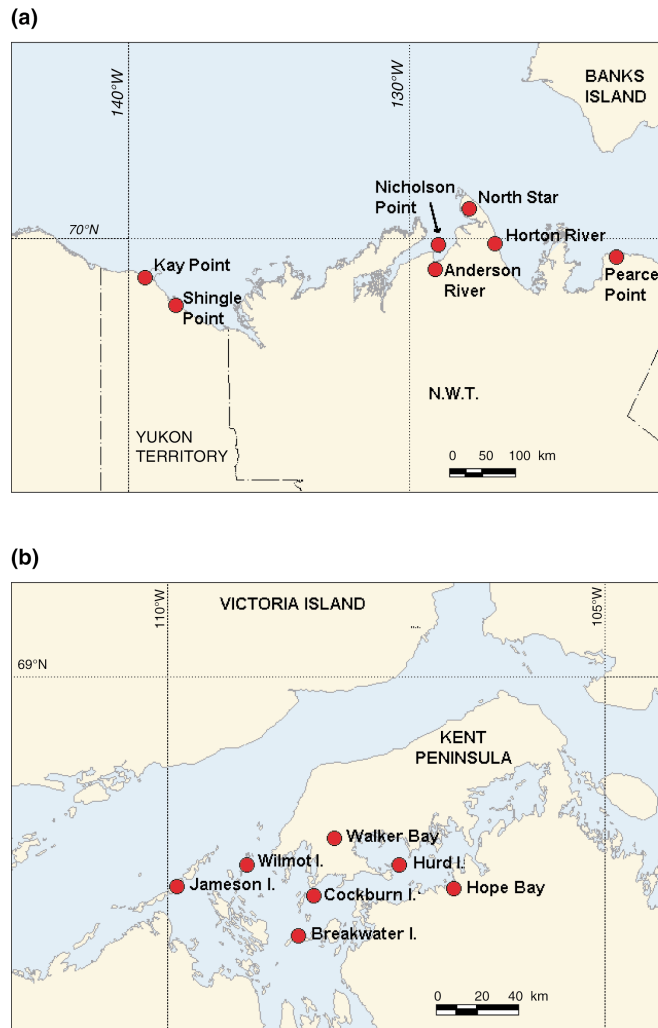 (a)
140°W
130°W
BANKS
ISLAND
Nicholson
Point
North Star
70°N
Horton River
Kay Point
Anderson
River
Pearce
Point
Shingle
Point
N.W.T.
YUKON
TERRITORY
0 50 100 km
(b)
110°W
VICTORIA ISLAND
105°W
69°N
KENT
PENINSULA
Walker Bay
Wilmot I.
Hurd I.
Jameson I.
Cockburn I.
Hope Bay
Breakwater I.
0 20 40
km